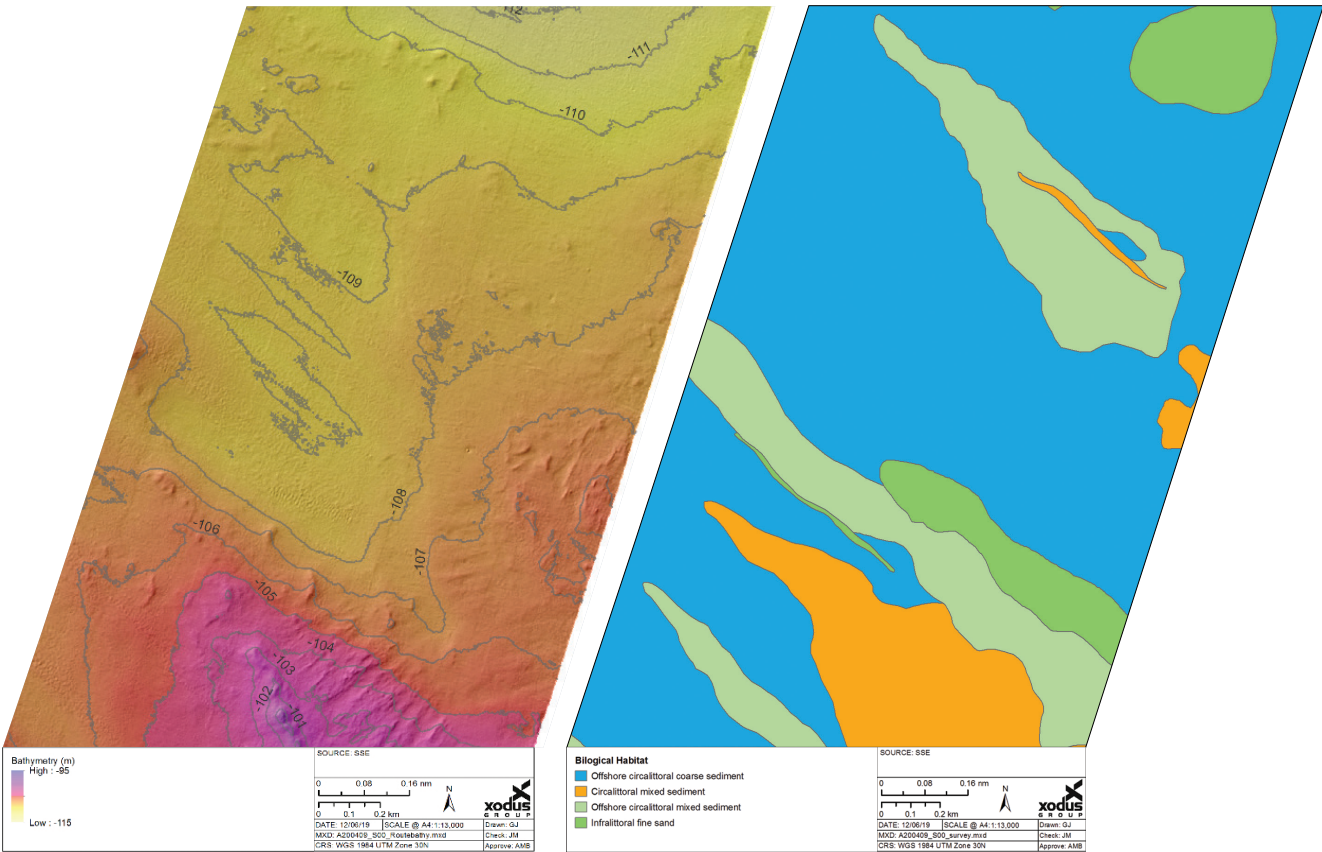 -112
-111
-110
-109
-108
-107
-106
-105
-104
-103
-102
-101
Bathymetry (m)
High : -95
Low : -115
SOURCE: SSE
0 0.08 0.16 nm
N
0 0.1 0.2 km
xodus
GROUP
DATE: 12/06/19 SCALE @ A4:1:13,000 Drawn: GJ
MXD: A200409_S00_Routebathy.mxd Check: JM
CRS: WGS 1984 UTM Zone 30N Approve: AMB
Bilogical Habitat
Offshore circalittoral coarse sediment
Circalittoral mixed sediment
Offshore circalittoral mixed sediment
Infralittoral fine sand
SOURCE: SSE
0 0.08 0.16 nm
N
0 0.1 0.2 km
xodus
GROUP
DATE: 12/06/19 SCALE @ A4:1:13,000 Drawn: GJ
MXD: A200409_S00_survey.mxd Check: JM
CRS: WGS 1984 UTM Zone 30N Approve: AMB